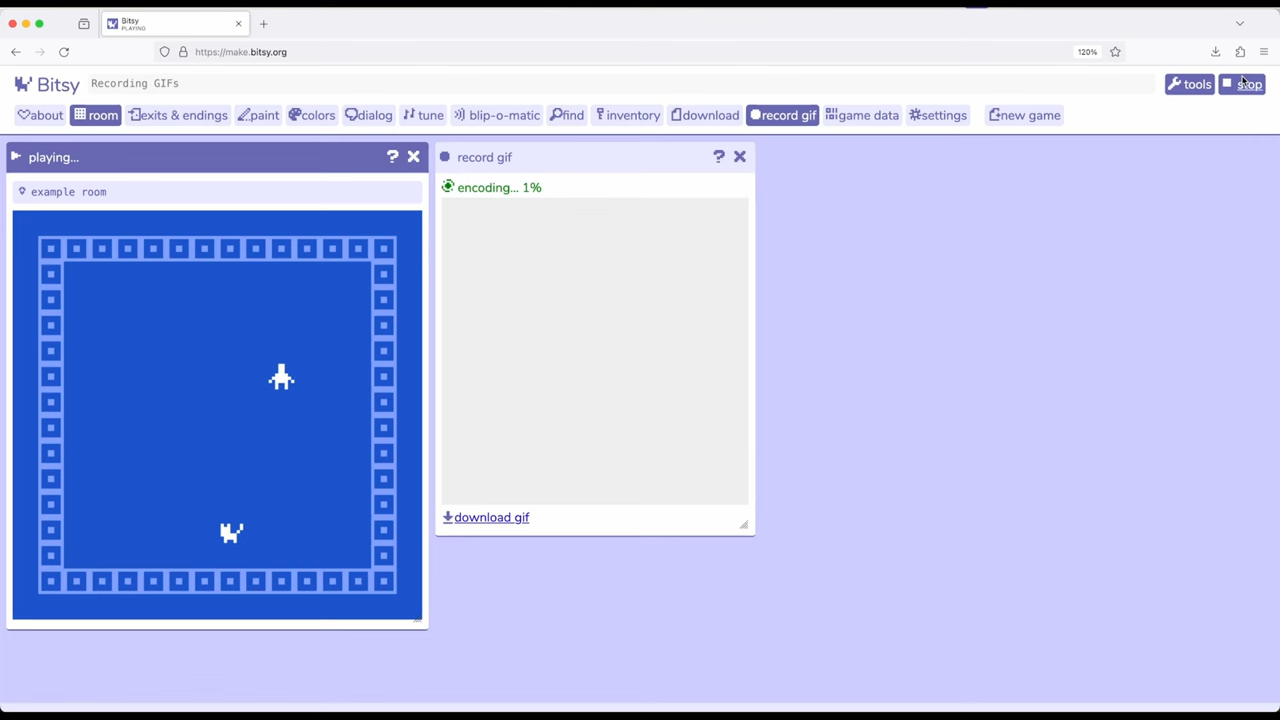 Bitsy
PLAYING
https://make.bitsy.org
120%
Bitsy
Recording GIFs
tools
stop
about
room
exits & endings
paint
colors
dialog
tune
blip-o-matic
find
inventory
download
record gif
game data
settings
new game
playing...
?
record gif
?
example room
encoding... 1%
download gif